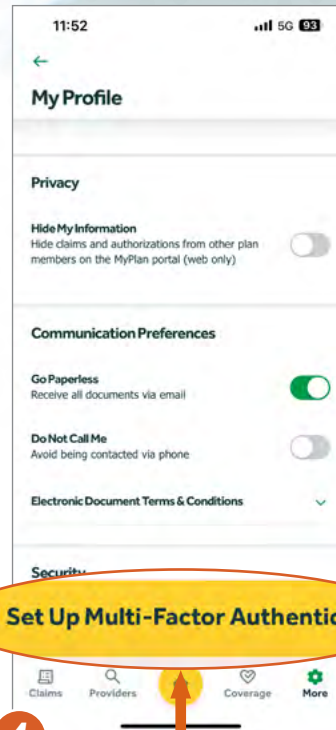 11:52
5G 93
←
My Profile
Privacy
Hide My Information
Hide claims and authorizations from other plan
members on the MyPlan portal (web only)
Communication Preferences
Go Paperless
Receive all documents via email
Do Not Call Me
Avoid being contacted via phone
Electronic Document Terms & Conditions
Security
Set Up Multi-Factor Authentic
Claims Providers Coverage More
4